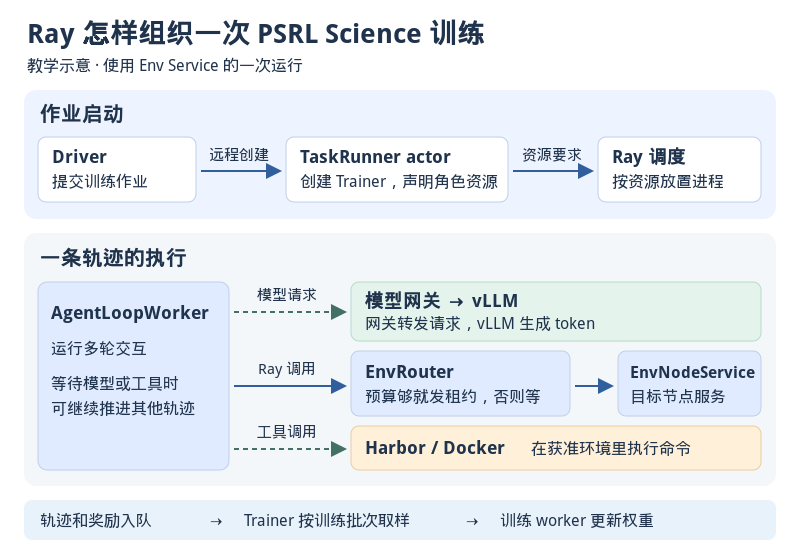 Ray 怎样组织一次 PSRL Science 训练
教学示意 · 使用 Env Service 的一次运行
作业启动
Driver
提交训练作业
远程创建
TaskRunner actor
创建 Trainer，声明角色资源
资源要求
Ray 调度
按资源放置进程
一条轨迹的执行
AgentLoopWorker
运行多轮交互
等待模型或工具时
可继续推进其他轨迹
模型请求
模型网关 → vLLM
网关转发请求，vLLM 生成 token
Ray 调用
EnvRouter
预算够就发租约，否则等
EnvNodeService
目标节点服务
工具调用
Harbor / Docker 在获准环境里执行命令
轨迹和奖励入队 → Trainer 按训练批次取样 → 训练 worker 更新权重